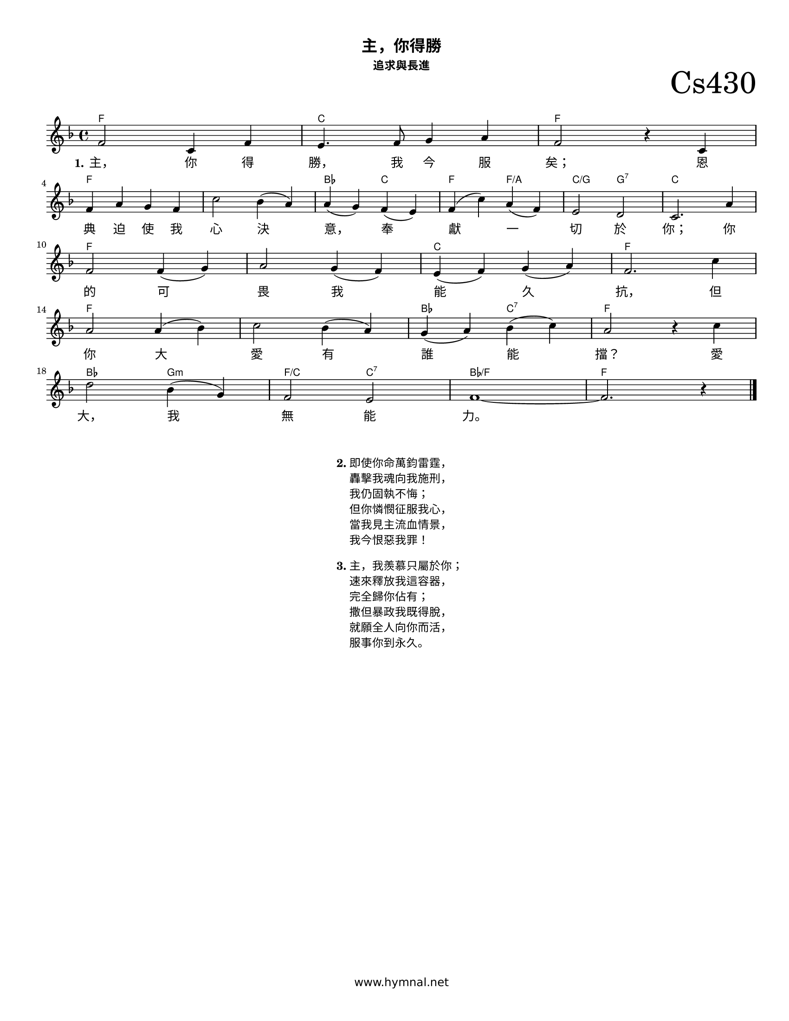 主，你得勝
追求與長進
Cs430
F C F
1. 主， 你 得 勝， 我 今 服 矣； 恩
4 F B♭ C F F/A C/G G7 C
典 迫 使 我 心 決 意， 奉 獻 一 切 於 你； 你
10 F C F
的 可 畏 我 能 久 抗， 但
14 F B♭ C7 F
你 大 愛 有 誰 能 擋？ 愛
18 B♭ Gm F/C C7 B♭/F F
大， 我 無 能 力。
2. 即使你命萬鈞雷霆，
轟擊我魂向我施刑，
我仍固執不悔；
但你憐憫征服我心，
當我見主流血情景，
我今恨惡我罪！
3. 主，我羨慕只屬於你；
速來釋放我這容器，
完全歸你佔有；
撒但暴政我既得脫，
就願全人向你而活，
服事你到永久。
www.hymnal.net